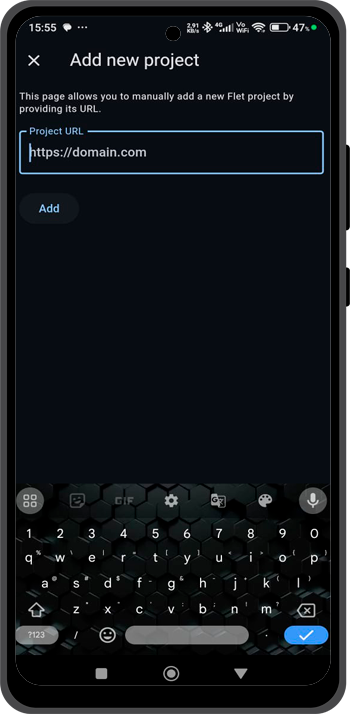 15:55 ... 2.91 KB/s 4G Vo WiFi 47%
Add new project
This page allows you to manually add a new Flet project by
providing its URL.
Project URL
https://domain.com
Add
GIF
1 2 3 4 5 6 7 8 9 0
q w e r t y u i o p
a s d f g h j k l
z x c v b n m
?123 / .